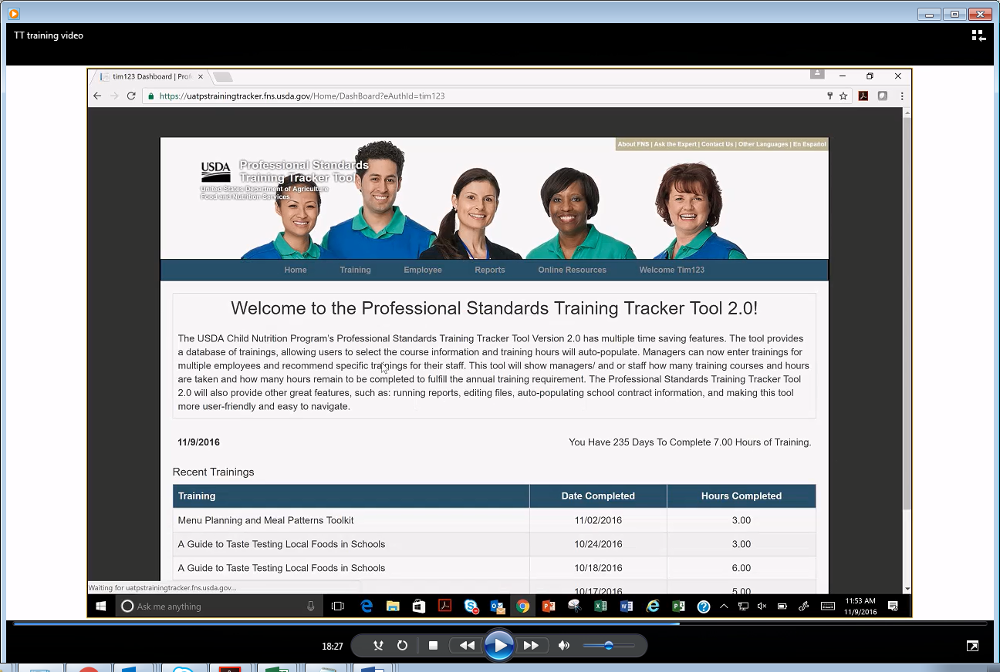 TT training video
tim123 Dashboard | Prof
https://uatpstrainingtracker.fns.usda.gov/Home/DashBoard?eAuthId=tim123
About FNS | Ask the Expert | Contact Us | Other Languages | En Español
USDA
Professional Standards
Training Tracker Tool
United States Department of Agriculture
Food and Nutrition Services
Home Training Employee Reports Online Resources Welcome Tim123
Welcome to the Professional Standards Training Tracker Tool 2.0!
The USDA Child Nutrition Program's Professional Standards Training Tracker Tool Version 2.0 has multiple time saving features. The tool provides
a database of trainings, allowing users to select the course information and training hours will auto-populate. Managers can now enter trainings for
multiple employees and recommend specific trainings for their staff. This tool will show managers/ and or staff how many training courses and hours
are taken and how many hours remain to be completed to fulfill the annual training requirement. The Professional Standards Training Tracker Tool
2.0 will also provide other great features, such as: running reports, editing files, auto-populating school contract information, and making this tool
more user-friendly and easy to navigate.
11/9/2016 You Have 235 Days To Complete 7.00 Hours of Training.
Recent Trainings
Training Date Completed Hours Completed
Menu Planning and Meal Patterns Toolkit 11/02/2016 3.00
A Guide to Taste Testing Local Foods in Schools 10/24/2016 3.00
A Guide to Taste Testing Local Foods in Schools 10/18/2016 6.00
10/17/2016 5.00
Waiting for uatpstrainingtracker.fns.usda.gov...
Ask me anything
11:53 AM
11/9/2016
18:27